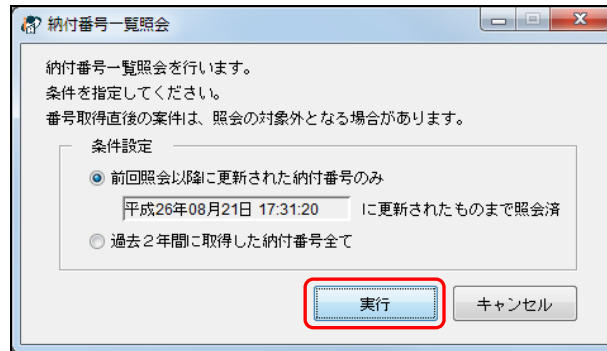 納付番号一覧照会
納付番号一覧照会を行います。
条件を指定してください。
番号取得直後の案件は、照会の対象外となる場合があります。
条件設定
前回照会以降に更新された納付番号のみ
平成26年08月21日 17:31:20 に更新されたものまで照会済
過去２年間に取得した納付番号全て
実行 キャンセル